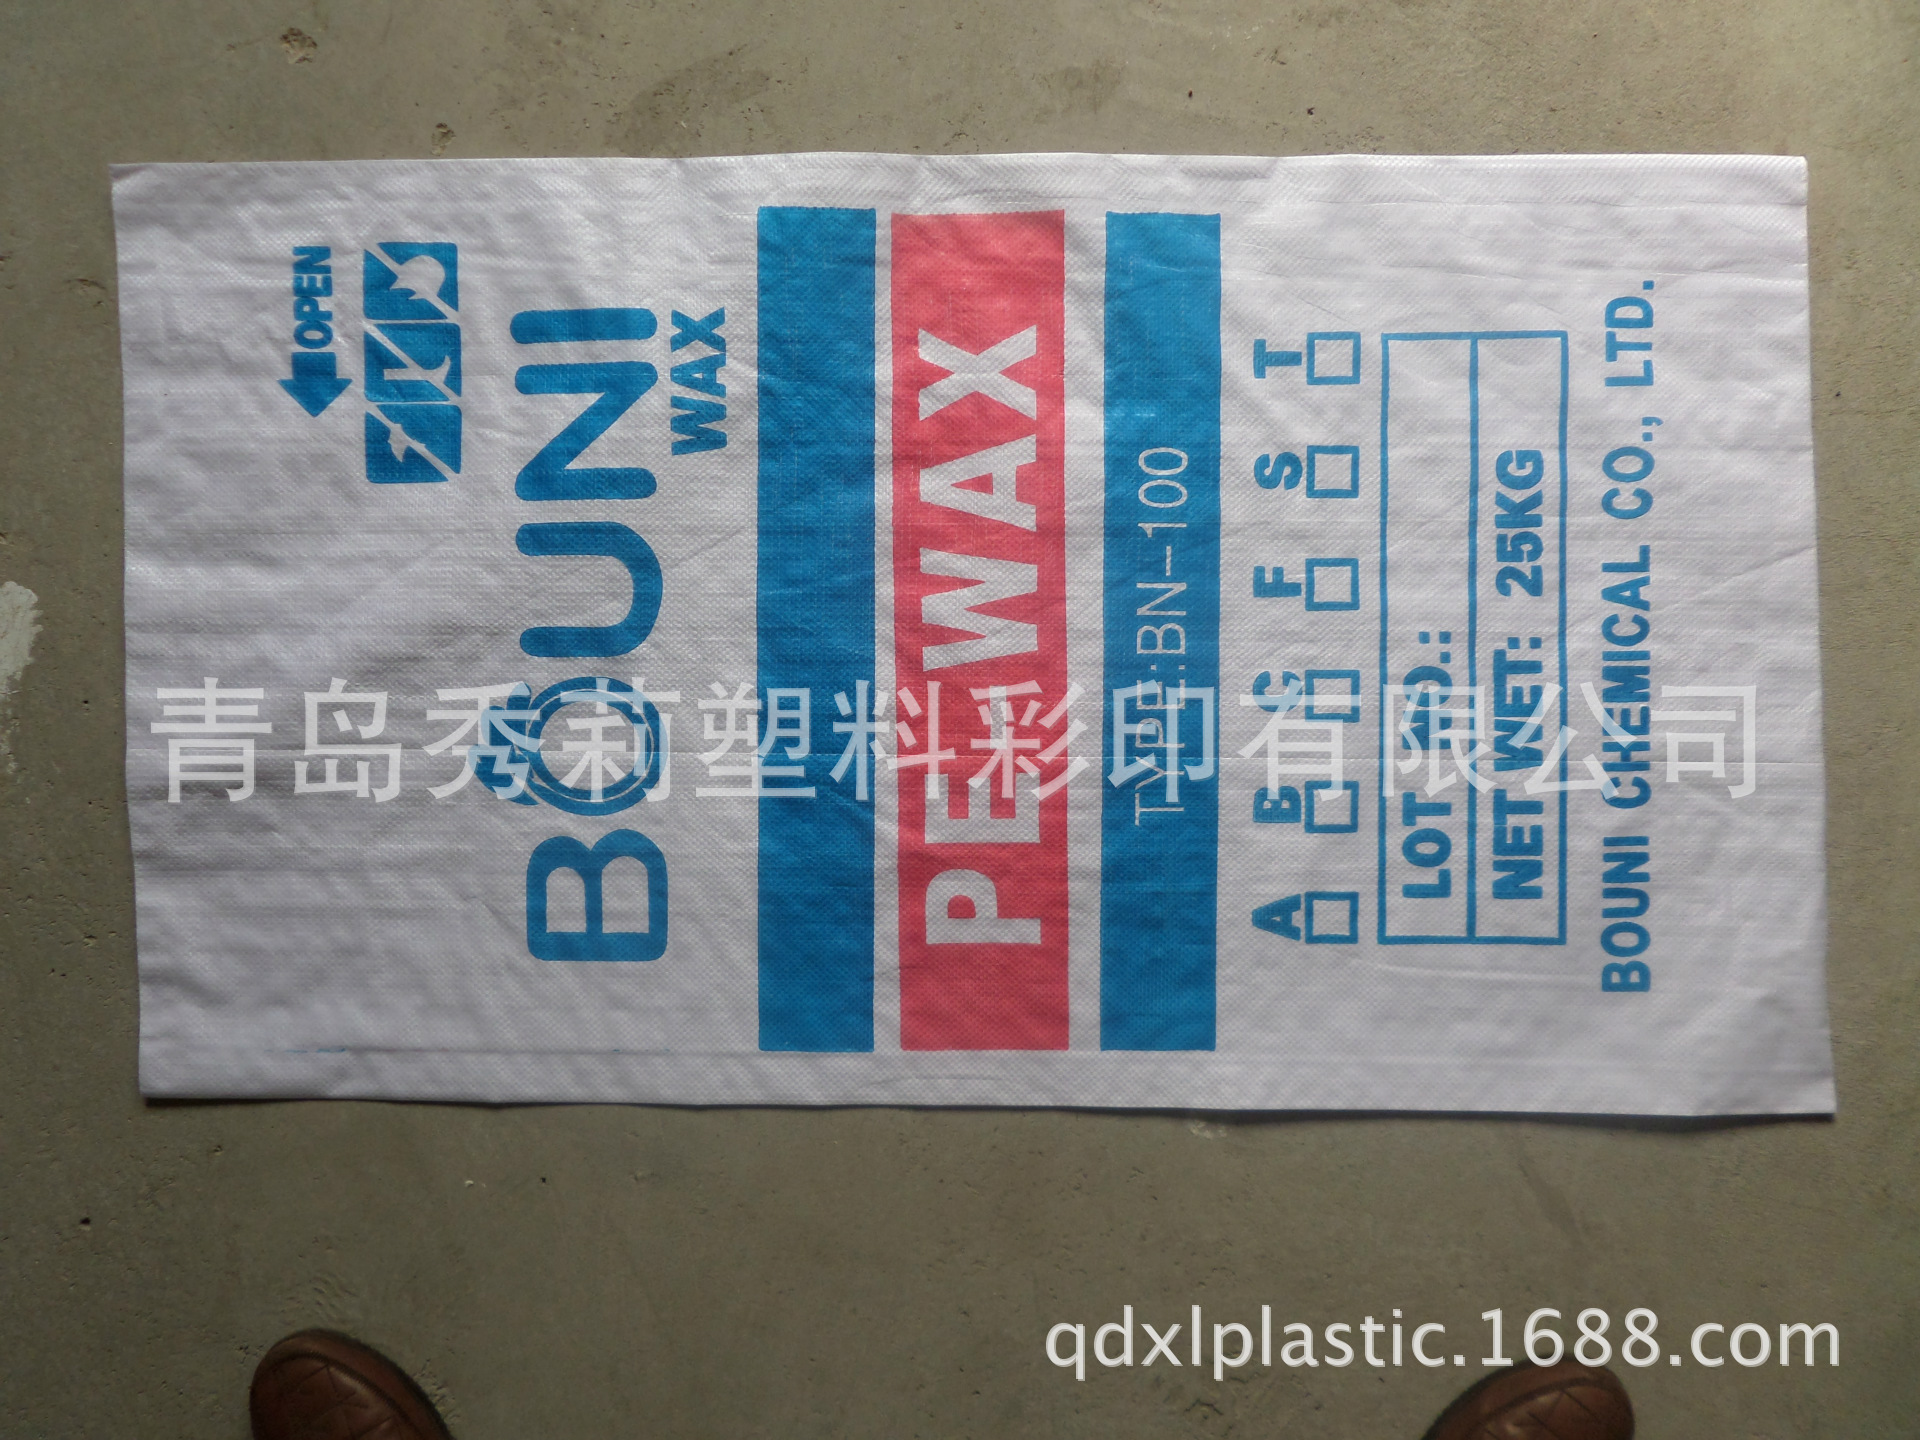 OPEN
BOUNI
WAX
PE WAX
TYPE:BN-100
A B C F S T
LOT NO.:
NET WET: 25KG
BOUNI CHEMICAL CO., LTD.
青岛秀莉塑料彩印有限公司
qdxlplastic.1688.com